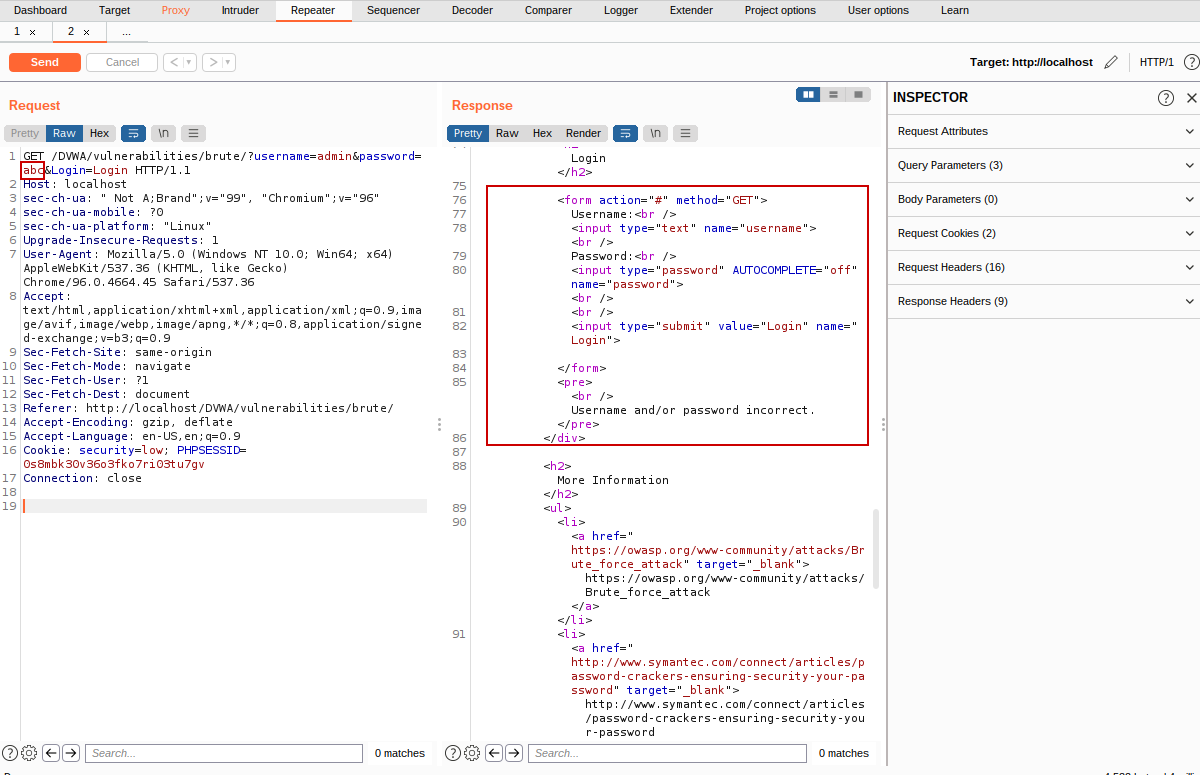 Dashboard Target Proxy Intruder Repeater Sequencer Decoder Comparer Logger Extender Project options User options Learn
1 × 2 × ...
Send Cancel < > Target: http://localhost HTTP/1 ?
Request
Pretty Raw Hex \n
1 GET /DVWA/vulnerabilities/brute/?username=admin&password=
abc&Login=Login HTTP/1.1
2 Host: localhost
3 sec-ch-ua: " Not A;Brand";v="99", "Chromium";v="96"
4 sec-ch-ua-mobile: ?0
5 sec-ch-ua-platform: "Linux"
6 Upgrade-Insecure-Requests: 1
7 User-Agent: Mozilla/5.0 (Windows NT 10.0; Win64; x64)
AppleWebKit/537.36 (KHTML, like Gecko)
Chrome/96.0.4664.45 Safari/537.36
8 Accept:
text/html,application/xhtml+xml,application/xml;q=0.9,ima
ge/avif,image/webp,image/apng,*/*;q=0.8,application/signe
d-exchange;v=b3;q=0.9
9 Sec-Fetch-Site: same-origin
10 Sec-Fetch-Mode: navigate
11 Sec-Fetch-User: ?1
12 Sec-Fetch-Dest: document
13 Referer: http://localhost/DVWA/vulnerabilities/brute/
14 Accept-Encoding: gzip, deflate
15 Accept-Language: en-US,en;q=0.9
16 Cookie: security=low; PHPSESSID=
0s8mbk30v36o3fko7ri03tu7gv
17 Connection: close
18
19
? Search... 0 matches
Response
Pretty Raw Hex Render \n
Login
</h2>
75
76 <form action="#" method="GET">
77 Username:<br />
78 <input type="text" name="username">
<br />
79 Password:<br />
80 <input type="password" AUTOCOMPLETE="off"
name="password">
<br />
81 <br />
82 <input type="submit" value="Login" name="
Login">
83
84 </form>
85 <pre>
<br />
Username and/or password incorrect.
</pre>
86 </div>
87
88 <h2>
More Information
</h2>
89 <ul>
90 <li>
<a href="
https://owasp.org/www-community/attacks/Br
ute_force_attack" target="_blank">
https://owasp.org/www-community/attacks/
Brute_force_attack
</a>
</li>
91 <li>
<a href="
http://www.symantec.com/connect/articles/p
assword-crackers-ensuring-security-your-pa
ssword" target="_blank">
http://www.symantec.com/connect/articles
/password-crackers-ensuring-security-you
r-password
? Search... 0 matches
INSPECTOR ?
Request Attributes
Query Parameters (3)
Body Parameters (0)
Request Cookies (2)
Request Headers (16)
Response Headers (9)